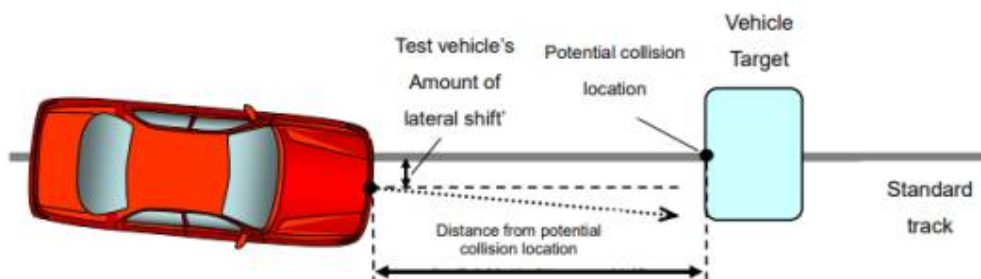 Test vehicle's
Amount of
lateral shift'
Potential collision
location
Vehicle
Target
Standard
track
Distance from potential
collision location